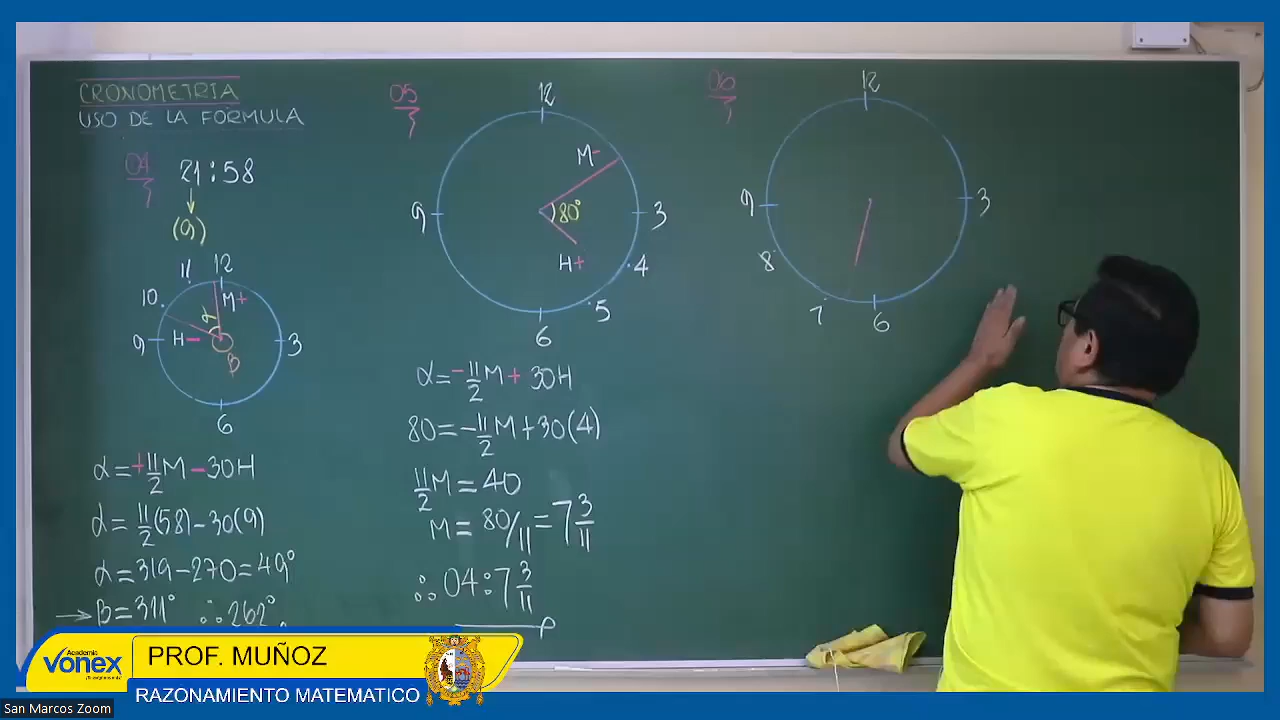 CRONOMETRIA
USO DE LA FÓRMULA
04
21:58
(9)
12
11
10
9
3
6
M+
H-
α
β
α=+11/2M-30H
α=11/2(58)-30(9)
α=319-270=49°
→β=311° ∴262°.
05
12
9
3
4
5
6
M-
80°
H+
α=-11/2M+30H
80=-11/2M+30(4)
11/2M=40
M=80/11=7 3/11
∴04:7 3/11
06
12
9
3
8
7
6
Academia
VONEX
PROF. MUÑOZ
RAZONAMIENTO MATEMATICO
San Marcos Zoom